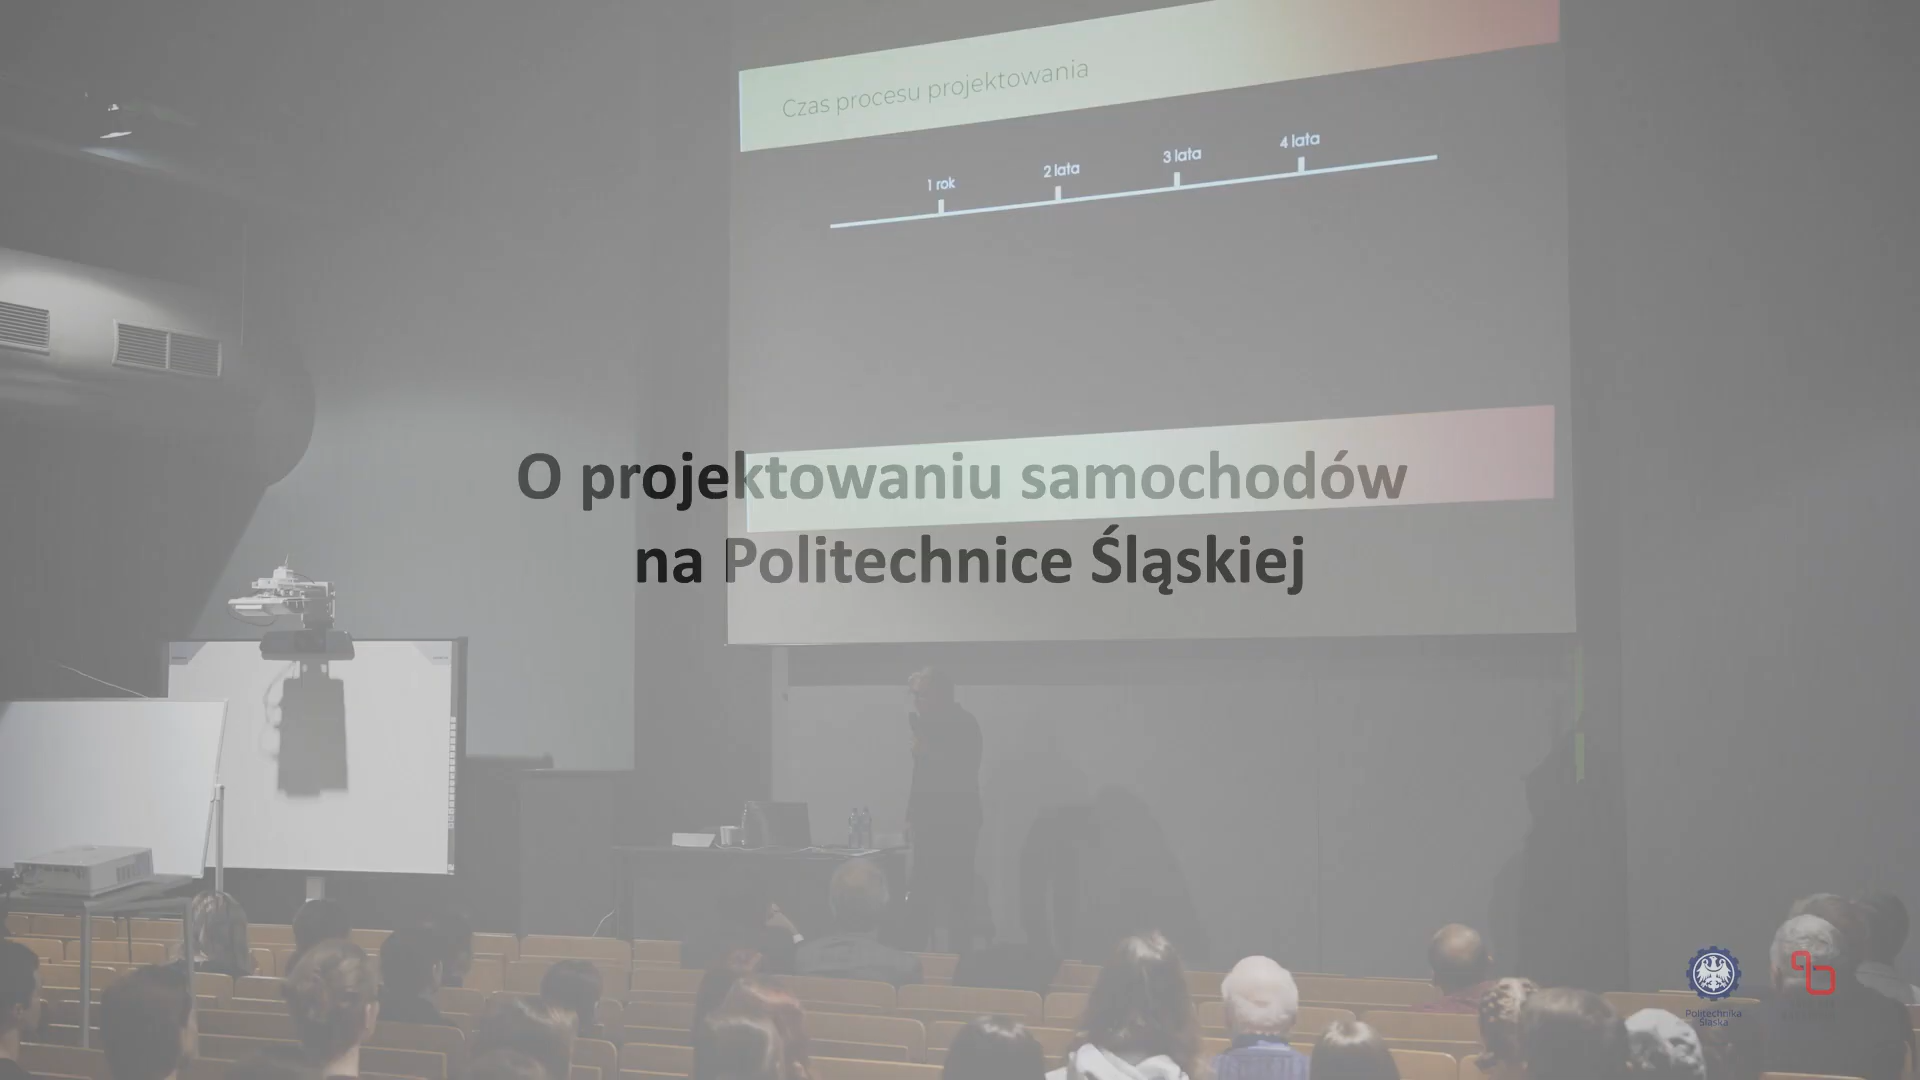 Czas procesu projektowania
1 rok
2 lata
3 lata
4 lata
O projektowaniu samochodów
na Politechnice Śląskiej
Politechnika
Śląska